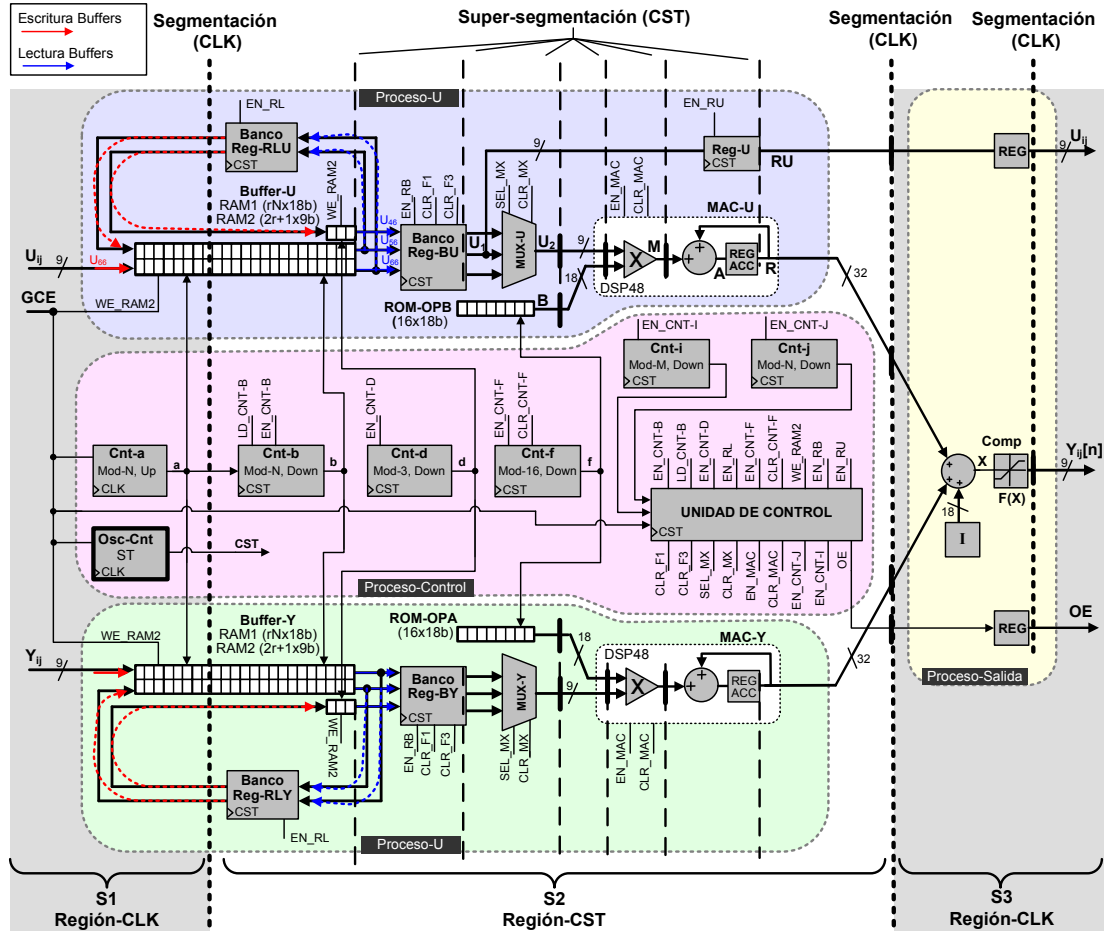 Escritura Buffers
Lectura Buffers
Segmentación
(CLK)
Super-segmentación (CST)
Segmentación
(CLK)
Segmentación
(CLK)
Proceso-U
EN_RL
Banco
Reg-RLU
CST
Buffer-U
RAM1 (rNx18b)
RAM2 (2r+1x9b)
WE_RAM2
U46
U56
U66
EN_RB
CLR_F1
CLR_F3
Banco
Reg-BU
CST
U1
SEL_MX
CLR_MX
MUX-U
U2
9
EN_RU
Reg-U
CST
RU
REG
9
Uij
Uij
9
U66
WE_RAM2
GCE
ROM-OPB
(16x18b)
B
9
18
EN_MAC
CLR_MAC
MAC-U
X
M
+
+
A
REG
ACC
R
DSP48
32
EN_CNT-I
Cnt-i
Mod-M, Down
CST
EN_CNT-J
Cnt-j
Mod-N, Down
CST
Cnt-a
Mod-N, Up
CLK
a
LD_CNT-B
EN_CNT-B
Cnt-b
Mod-N, Down
CST
b
EN_CNT-D
Cnt-d
Mod-3, Down
CST
d
EN_CNT-F
CLR_CNT-F
Cnt-f
Mod-16, Down
CST
f
EN_CNT-B
LD_CNT-B
EN_CNT-D
EN_RL
EN_CNT-F
CLR_CNT-F
WE_RAM2
EN_RB
EN_RU
UNIDAD DE CONTROL
CST
CLR_F1
CLR_F3
SEL_MX
CLR_MX
EN_MAC
CLR_MAC
EN_CNT-J
EN_CNT-I
OE
Osc-Cnt
ST
CLK
CST
Proceso-Control
+
+
+
X
Comp
F(X)
9
Yij[n]
18
I
Buffer-Y
RAM1 (rNx18b)
RAM2 (2r+1x9b)
WE_RAM2
Yij
9
WE_RAM2
Banco
Reg-BY
CST
EN_RB
CLR_F1
CLR_F3
ROM-OPA
(16x18b)
MUX-Y
SEL_MX
CLR_MX
18
9
DSP48
MAC-Y
X
+
+
REG
ACC
32
EN_MAC
CLR_MAC
REG
OE
Proceso-Salida
Banco
Reg-RLY
CST
EN_RL
Proceso-U
S1
Región-CLK
S2
Región-CST
S3
Región-CLK